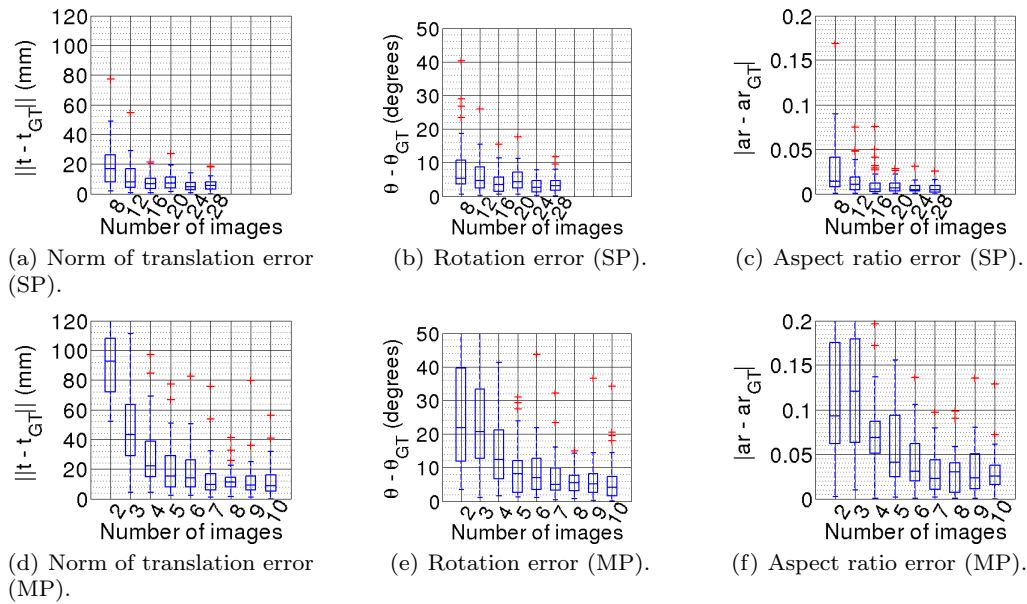 120
100
80
60
40
20
0
||t - t_GT|| (mm)
8 12 16 20 24 28
Number of images
(a) Norm of translation error
(SP).
50
40
30
20
10
0
θ - θ_GT (degrees)
8 12 16 20 24 28
Number of images
(b) Rotation error (SP).
0.2
0.15
0.1
0.05
0
|ar - ar_GT|
8 12 16 20 24 28
Number of images
(c) Aspect ratio error (SP).
120
100
80
60
40
20
0
||t - t_GT|| (mm)
2 3 4 5 6 7 8 9 10
Number of images
(d) Norm of translation error
(MP).
50
40
30
20
10
0
θ - θ_GT (degrees)
2 3 4 5 6 7 8 9 10
Number of images
(e) Rotation error (MP).
0.2
0.15
0.1
0.05
0
|ar - ar_GT|
2 3 4 5 6 7 8 9 10
Number of images
(f) Aspect ratio error (MP).